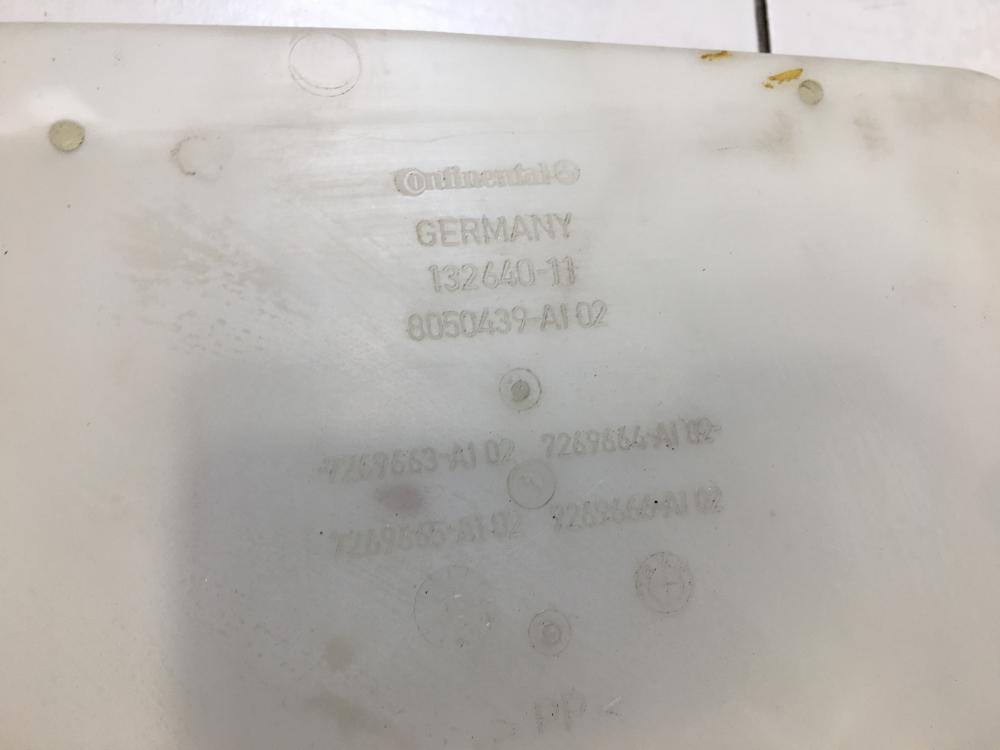 Continental
GERMANY
132640-11
8050439-AI 02
7269663-AI 02 7269664-AI 02
7269665-AI 02 7269666-AI 02
> PP <